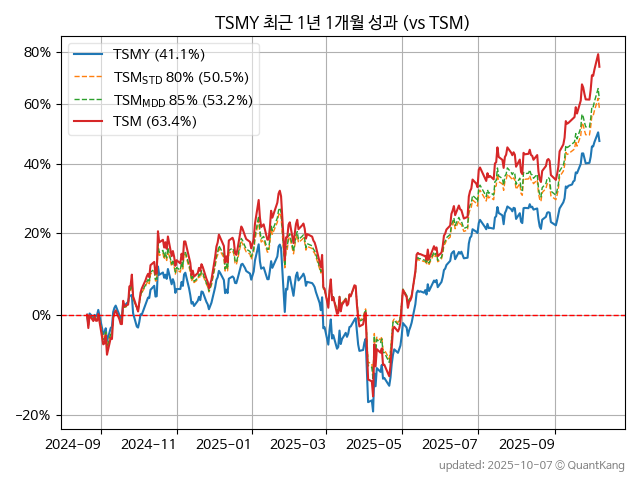 TSMY 최근 1년 1개월 성과 (vs TSM)
TSMY (41.1%)
TSM_STD 80% (50.5%)
TSM_MDD 85% (53.2%)
TSM (63.4%)
80%
60%
40%
20%
0%
−20%
2024−09 2024−11 2025−01 2025−03 2025−05 2025−07 2025−09
updated: 2025-10-07 © QuantKang